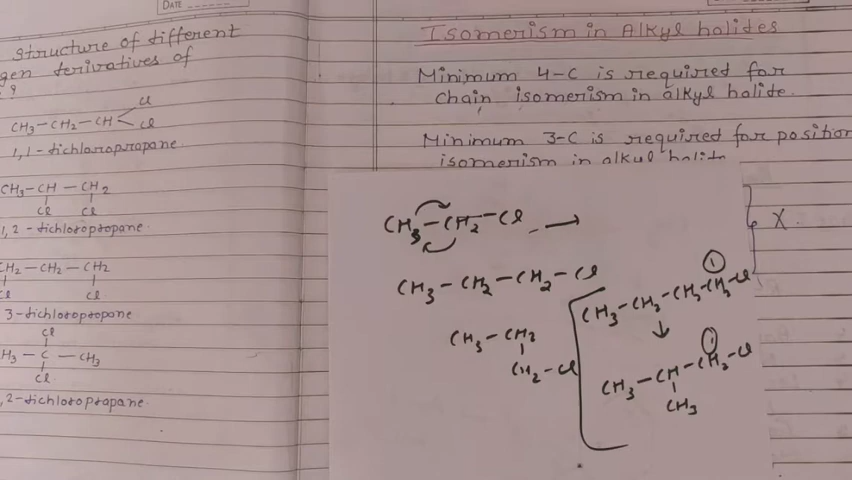 DATE
Structure of different
gen derivatives of
Cl
CH₃-CH₂-CH
Cl
1,1-dichloropropane
CH₃-CH-CH₂
Cl Cl
1,2-dichloropropane
CH₂-CH₂-CH₂
Cl Cl
3-dichloropropane
Cl
H₃-C-CH₃
Cl
,2-dichloropropane
Isomerism in Alkyl halides
Minimum 4-C is required for
chain isomerism in alkyl halide.
Minimum 3-C is required for position
isomerism in alkyl halide
X
CH₃-CH₂-Cl →
CH₃-CH₂-CH₂-Cl
CH₃-CH₂
CH₂-Cl
1
CH₃-CH₂-CH₂-CH₂-Cl
↓
1
CH₃-CH-CH₂-Cl
CH₃